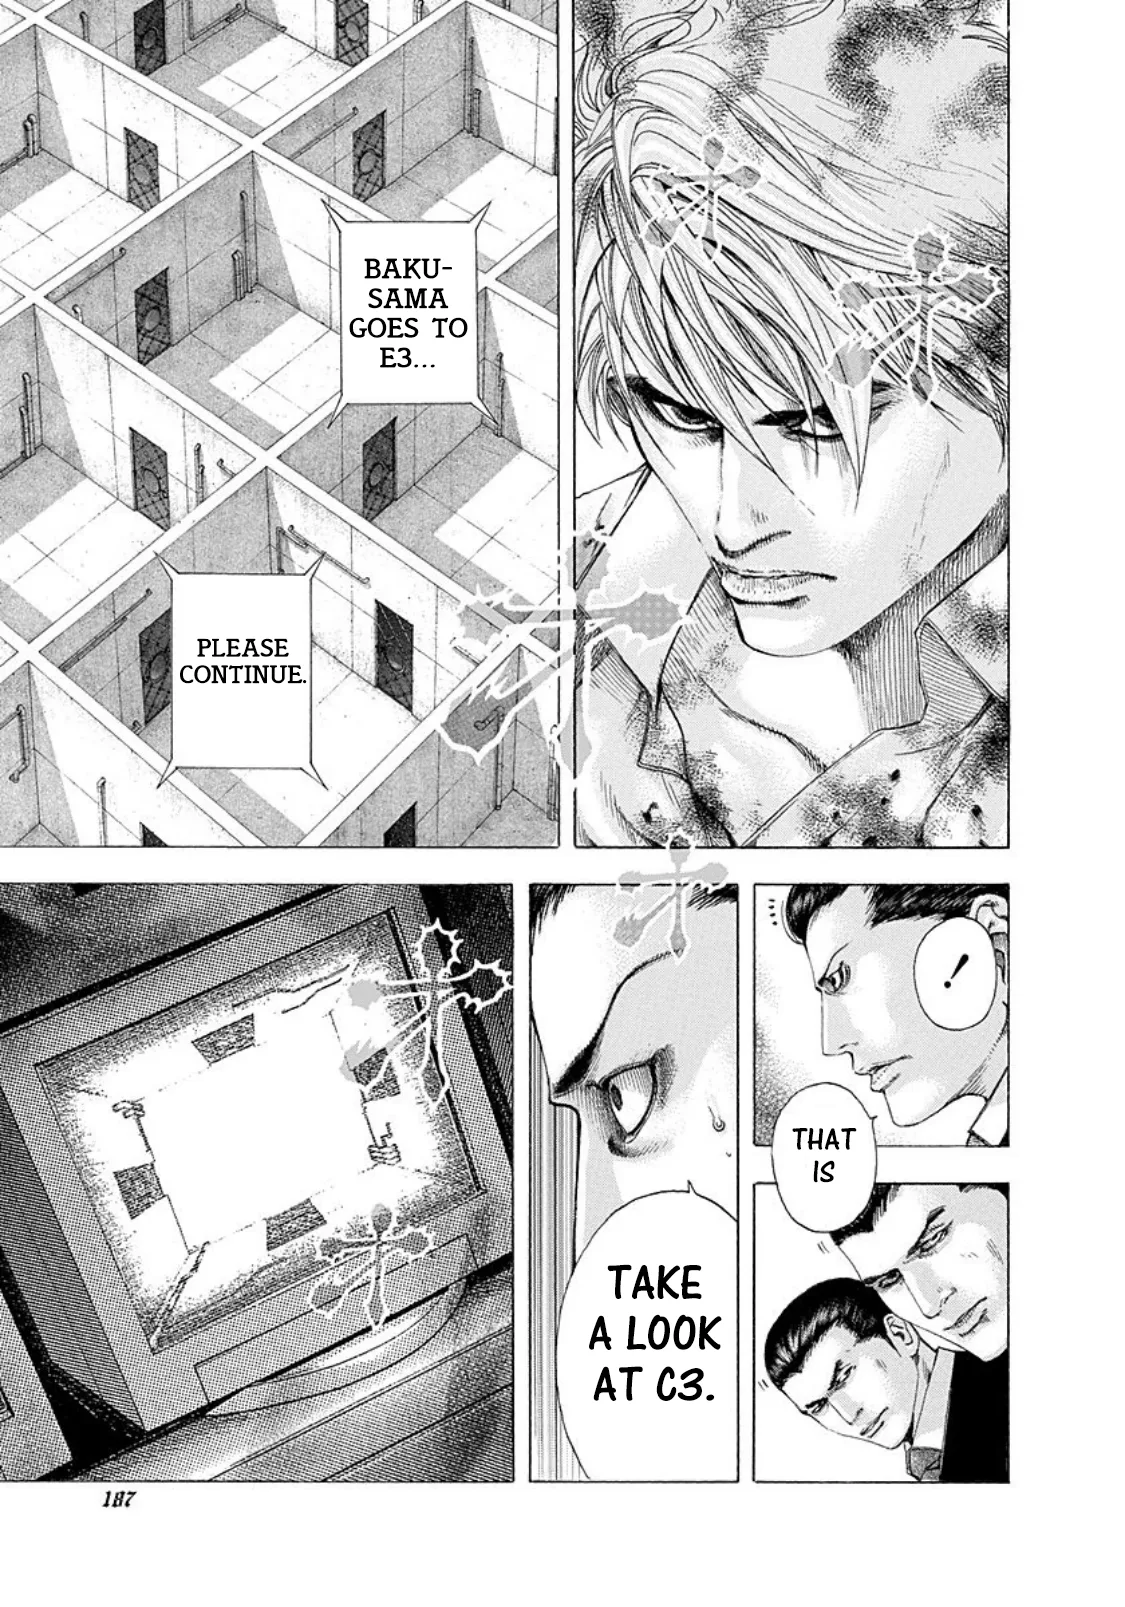 BAKU-
SAMA
GOES TO
E3...
PLEASE
CONTINUE.
!
THAT
IS
TAKE
A LOOK
AT C3.
187